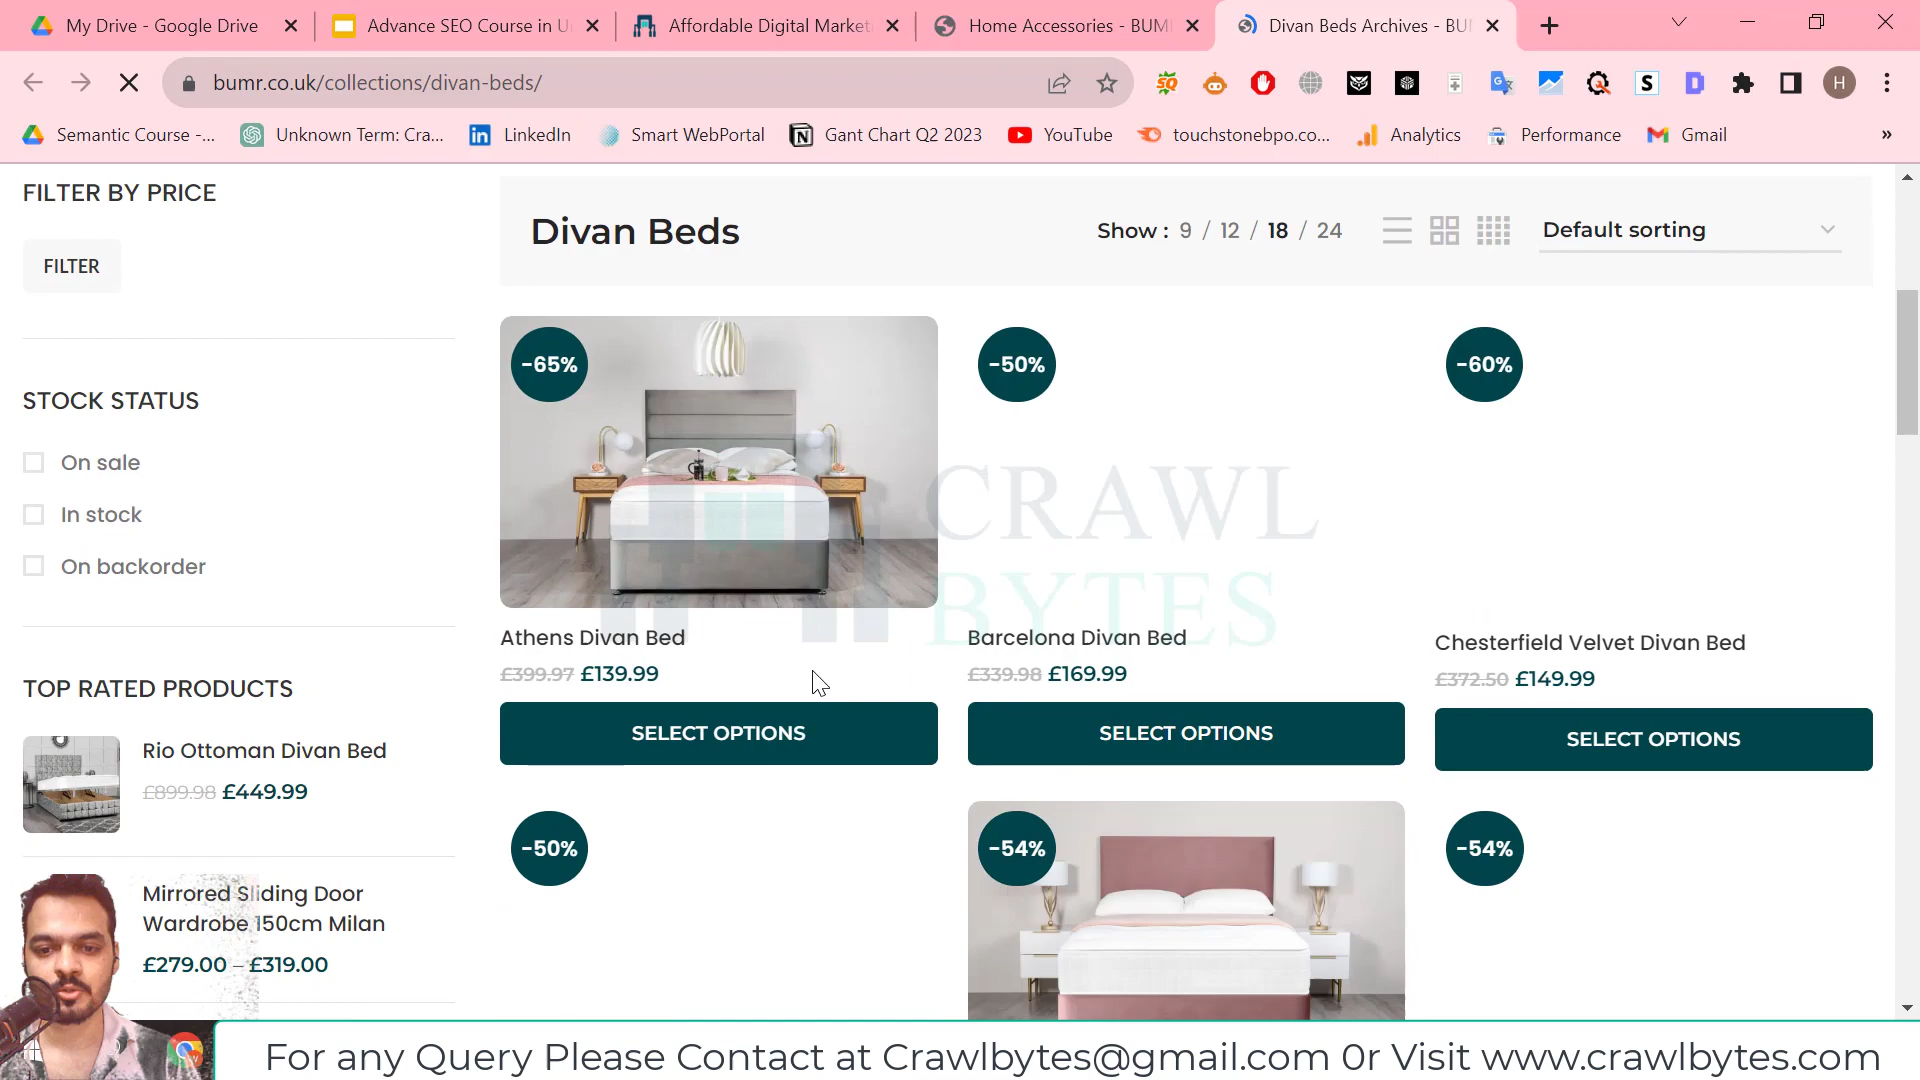 My Drive - Google Drive
Advance SEO Course in U
Affordable Digital Market
Home Accessories - BUM
Divan Beds Archives - BU
bumr.co.uk/collections/divan-beds/
H
Semantic Course -...
Unknown Term: Cra...
LinkedIn
Smart WebPortal
Gant Chart Q2 2023
YouTube
touchstonebpo.co...
Analytics
Performance
Gmail
»
FILTER BY PRICE
FILTER
STOCK STATUS
On sale
In stock
On backorder
TOP RATED PRODUCTS
Rio Ottoman Divan Bed
£899.98 £449.99
Mirrored Sliding Door
Wardrobe 150cm Milan
£279.00 – £319.00
Divan Beds
Show : 9 / 12 / 18 / 24
Default sorting
-65%
-50%
-60%
CRAWL
BYTES
Athens Divan Bed
£399.97 £139.99
SELECT OPTIONS
Barcelona Divan Bed
£339.98 £169.99
SELECT OPTIONS
Chesterfield Velvet Divan Bed
£372.50 £149.99
SELECT OPTIONS
-50%
-54%
-54%
For any Query Please Contact at Crawlbytes@gmail.com 0r Visit www.crawlbytes.com